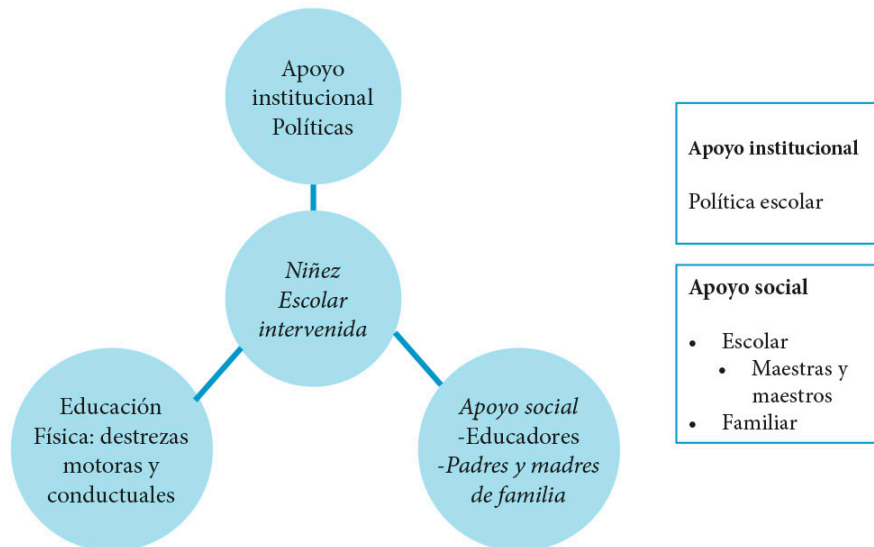 Apoyo
institucional
Políticas
Niñez
Escolar
intervenida
Educación
Física: destrezas
motoras y
conductuales
Apoyo social
-Educadores
-Padres y madres
de familia
Apoyo institucional
Política escolar
Apoyo social
• Escolar
• Maestras y
maestros
• Familiar